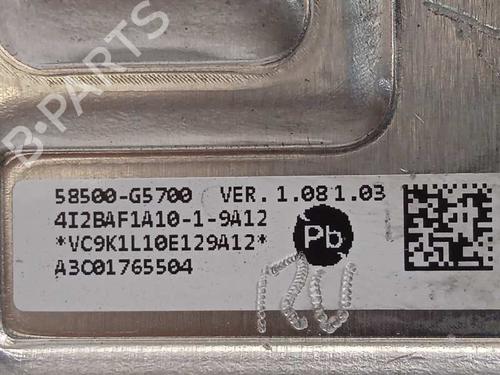 B-PARTS
58500-G5700 VER. 1.08 1.03
4I2BAF1A10-1-9A12
*VC9K1L10E129A12*
Pb
A3C01765504